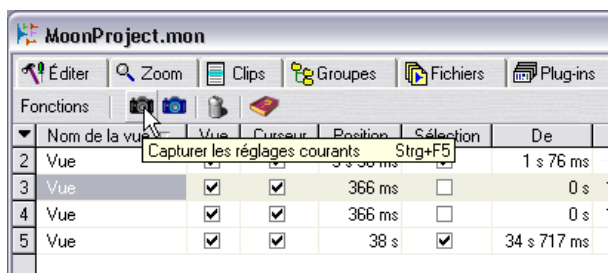 MoonProject.mon
Éditer Zoom Clips Groupes Fichiers Plug-ins
Fonctions
Nom de la vue Vue Curseur Position Sélection De
Capturer les réglages courants Strg+F5
2 Vue 1 s 76 ms
3 Vue 366 ms 0 s
4 Vue 366 ms 0 s
5 Vue 38 s 34 s 717 ms